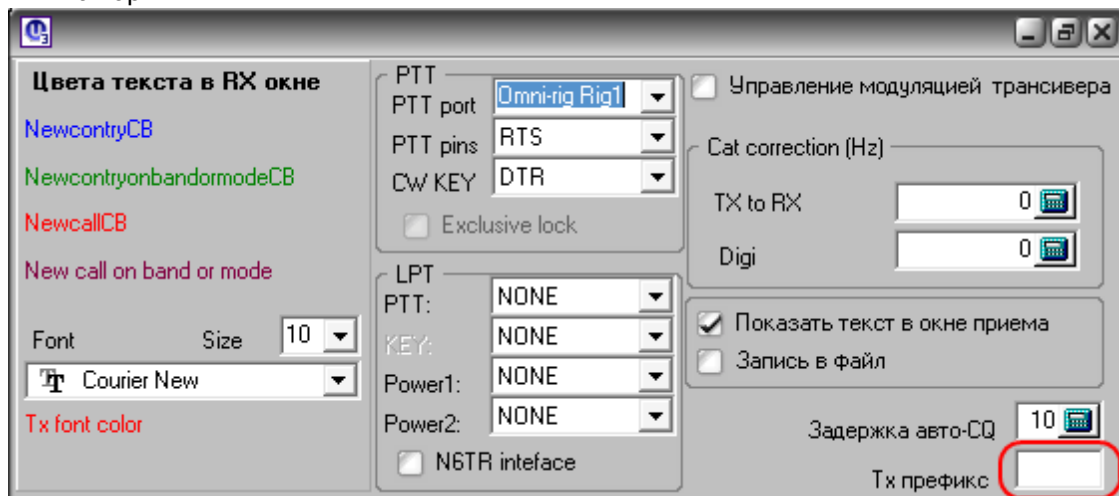 Цвета текста в RX окне
NewcontryCB
NewcontryonbandormodeCB
NewcallCB
New call on band or mode
Font Size 10
Courier New
Tx font color
PTT
PTT port Omni-rig Rig1
PTT pins RTS
CW KEY DTR
Exclusive lock
LPT
PTT: NONE
KEY: NONE
Power1: NONE
Power2: NONE
N6TR inteface
Управление модуляцией трансивера
Cat correction (Hz)
TX to RX 0
Digi 0
Показать текст в окне приема
Запись в файл
Задержка авто-CQ 10
Tx префикс